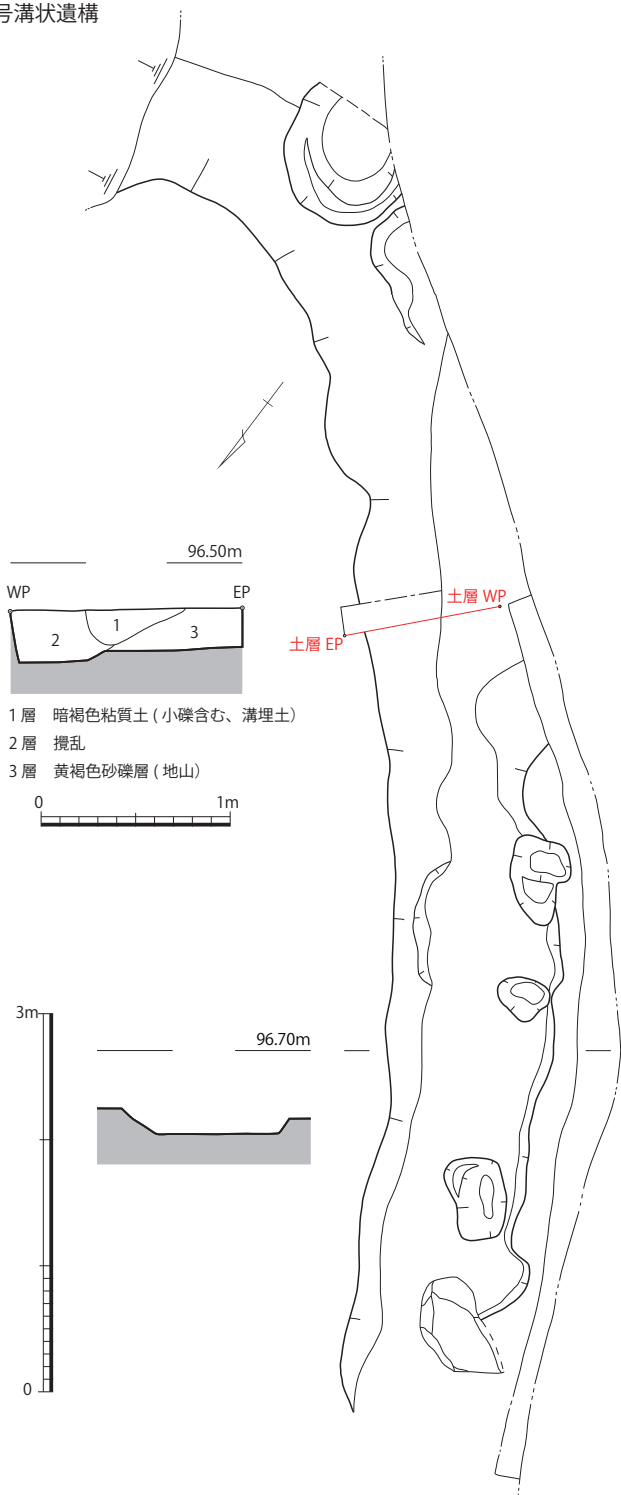 号溝状遺構
96.50m
WP EP
土層 WP
土層 EP
1
2 3
1 層 暗褐色粘質土 ( 小礫含む、溝埋土）
2 層 攪乱
3 層 黄褐色砂礫層 ( 地山）
0 1m
3m
96.70m
0